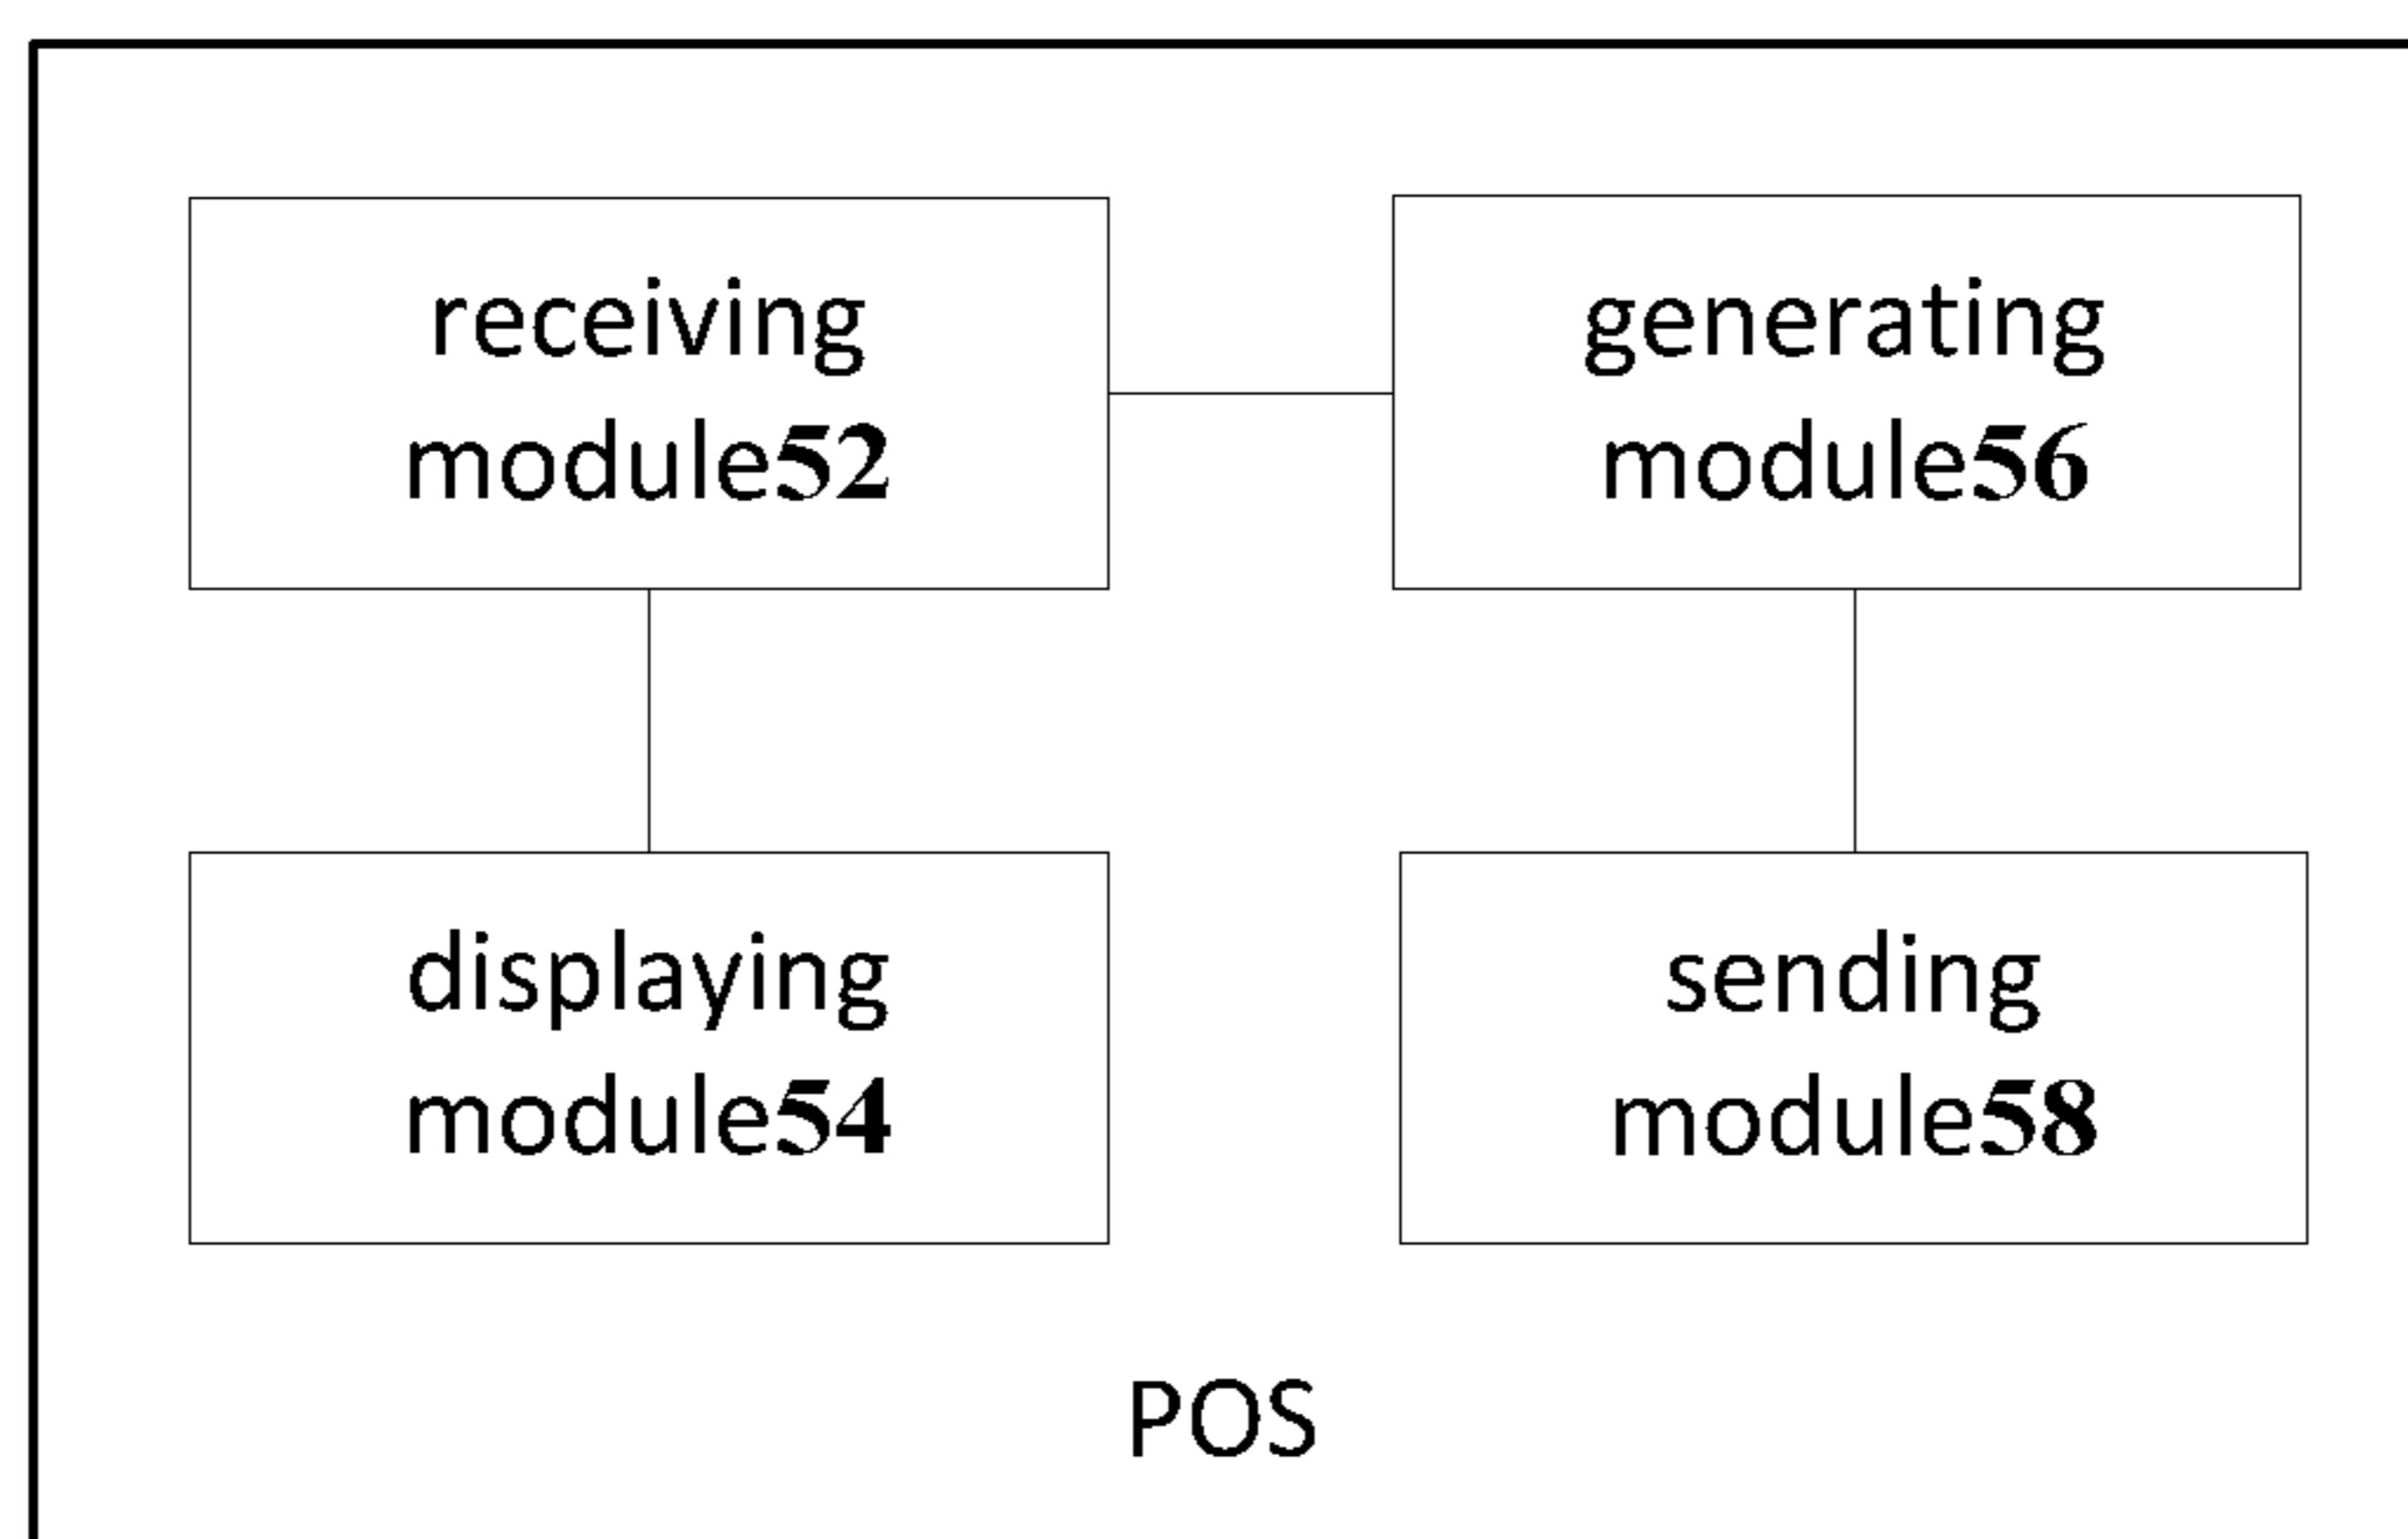 receiving
module52
generating
module56
displaying
module54
sending
module58
POS